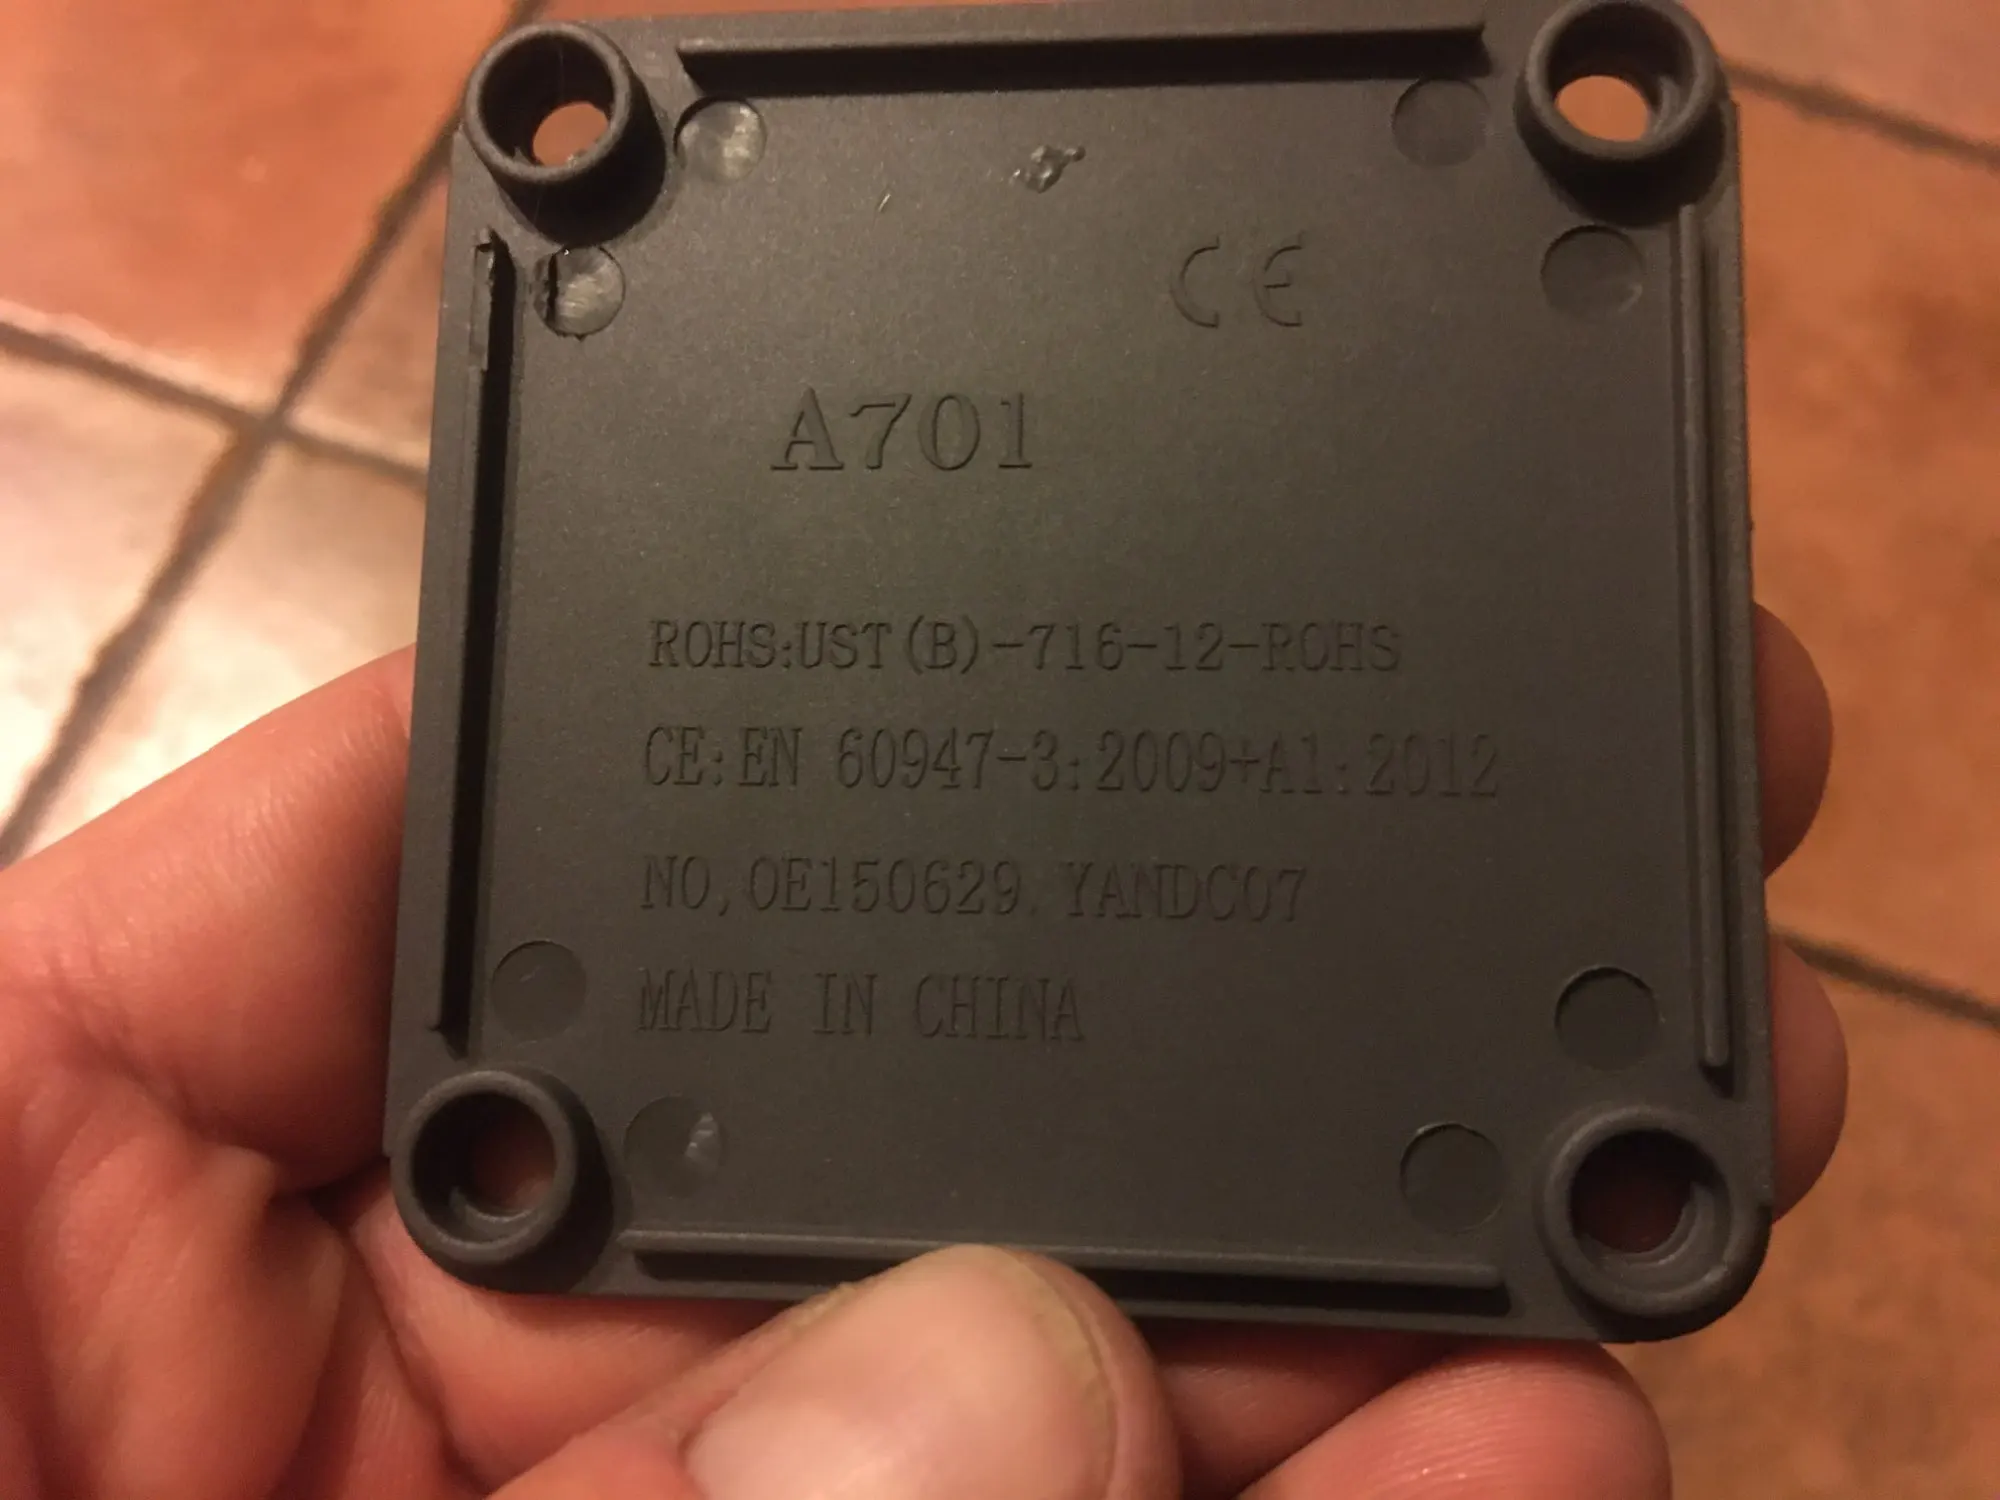 CE
A701
ROHS:UST(B)-716-12-ROHS
CE:EN 60947-3:2009+A1:2012
NO,OE150629.YANDC07
MADE IN CHINA